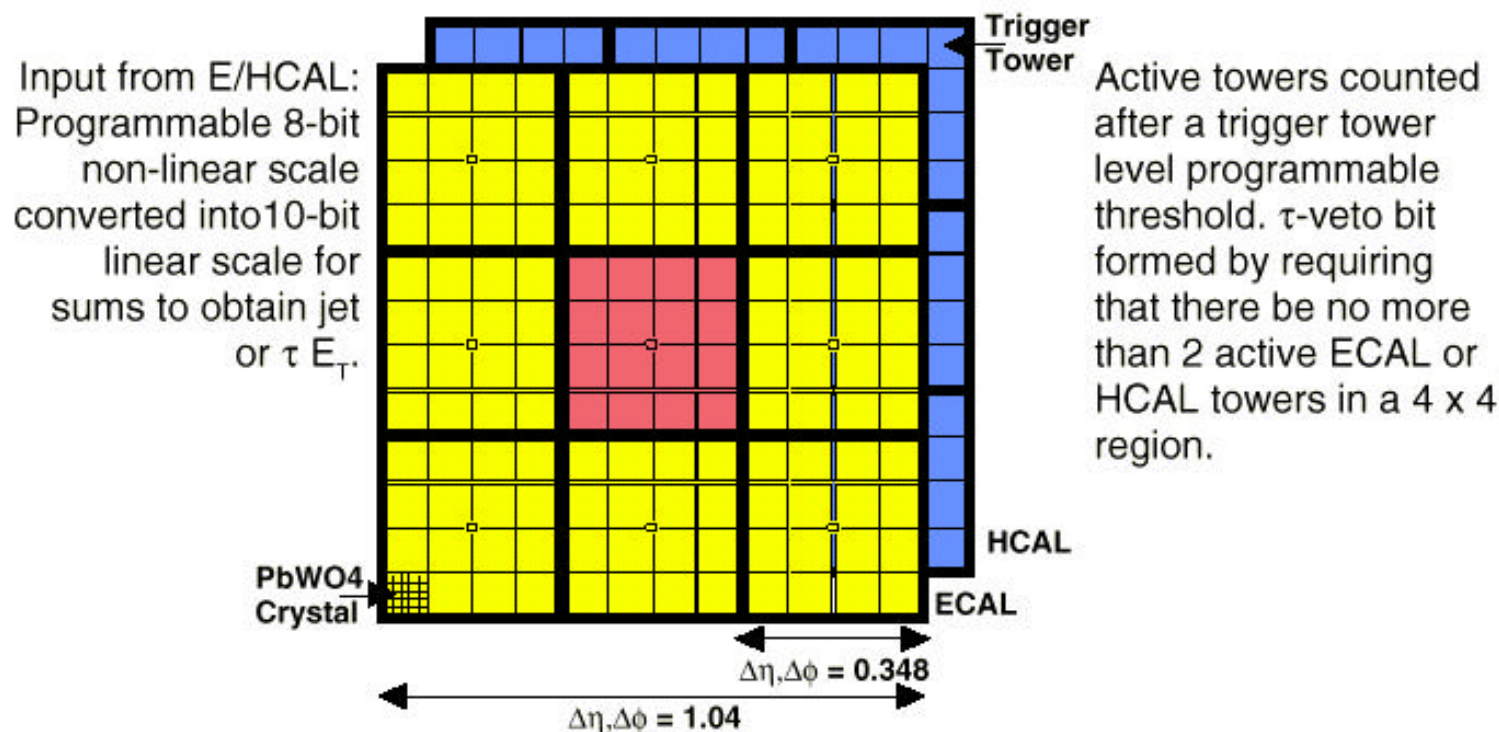 Input from E/HCAL:
Programmable 8-bit
non-linear scale
converted into10-bit
linear scale for
sums to obtain jet
or τ E_T.
Trigger
Tower
Active towers counted
after a trigger tower
level programmable
threshold. τ-veto bit
formed by requiring
that there be no more
than 2 active ECAL or
HCAL towers in a 4 x 4
region.
HCAL
PbWO4
Crystal
ECAL
Δη,Δϕ = 0.348
Δη,Δϕ = 1.04